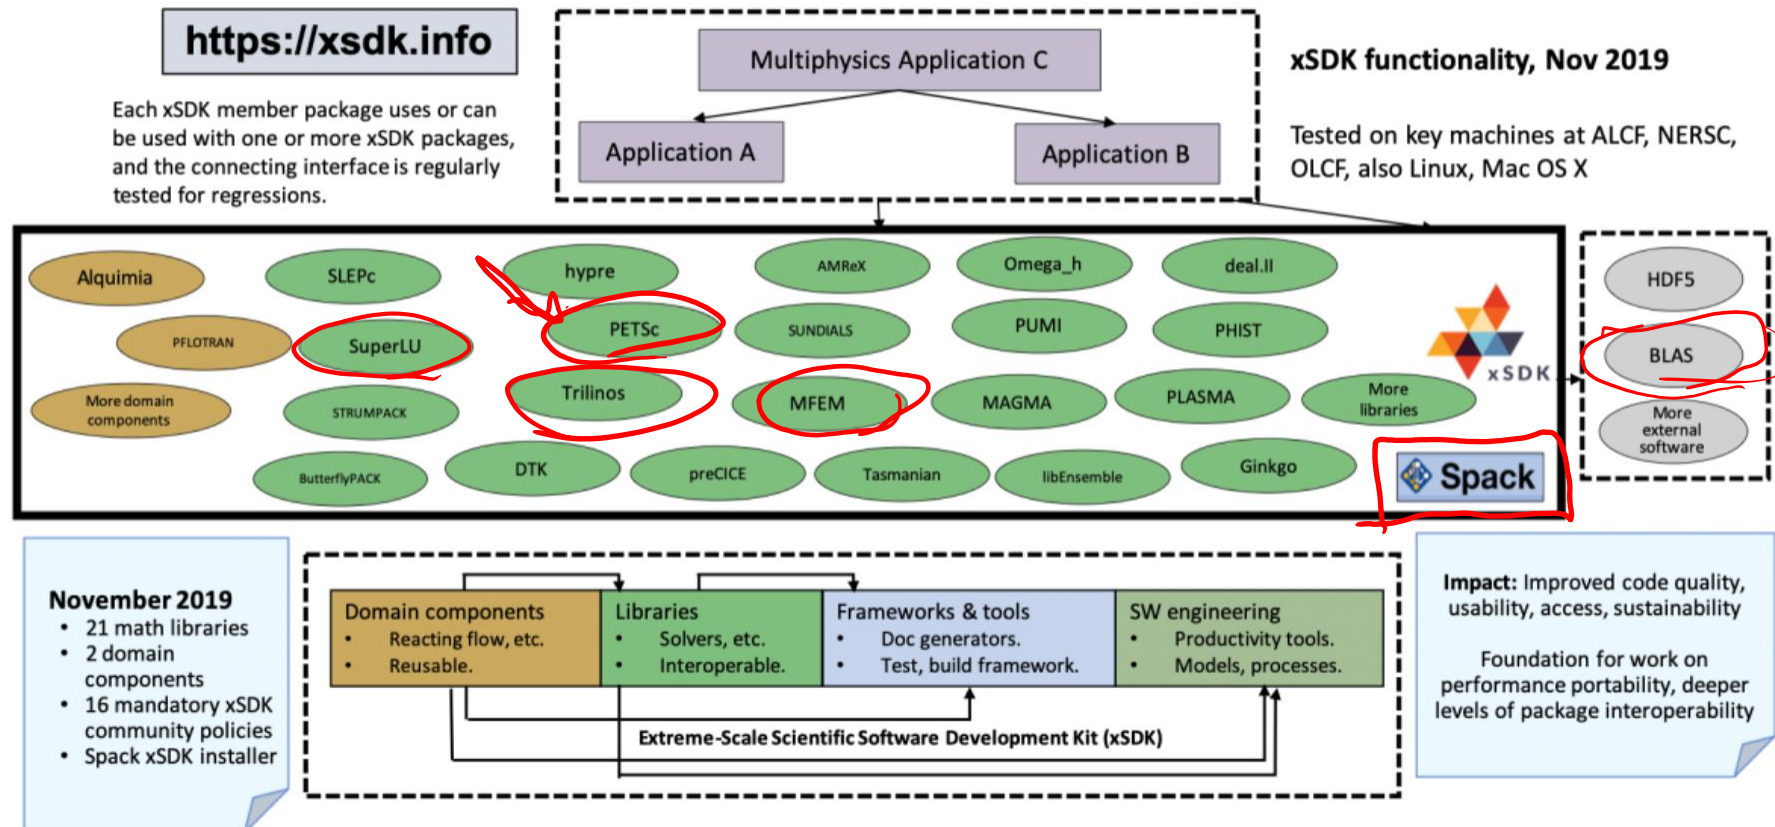 https://xsdk.info
Each xSDK member package uses or can
be used with one or more xSDK packages,
and the connecting interface is regularly
tested for regressions.
Multiphysics Application C
Application A
Application B
xSDK functionality, Nov 2019
Tested on key machines at ALCF, NERSC,
OLCF, also Linux, Mac OS X
Alquimia
PFLOTRAN
More domain
components
SLEPc
SuperLU
STRUMPACK
ButterflyPACK
hypre
PETSc
Trilinos
DTK
AMReX
SUNDIALS
MFEM
preCICE
Omega_h
PUMI
MAGMA
Tasmanian
deal.II
PHIST
PLASMA
libEnsemble
More
libraries
Ginkgo
xSDK
Spack
HDF5
BLAS
More
external
software
November 2019
• 21 math libraries
• 2 domain
components
• 16 mandatory xSDK
community policies
• Spack xSDK installer
Domain components
• Reacting flow, etc.
• Reusable.
Libraries
• Solvers, etc.
• Interoperable.
Frameworks & tools
• Doc generators.
• Test, build framework.
SW engineering
• Productivity tools.
• Models, processes.
Extreme-Scale Scientific Software Development Kit (xSDK)
Impact: Improved code quality,
usability, access, sustainability
Foundation for work on
performance portability, deeper
levels of package interoperability